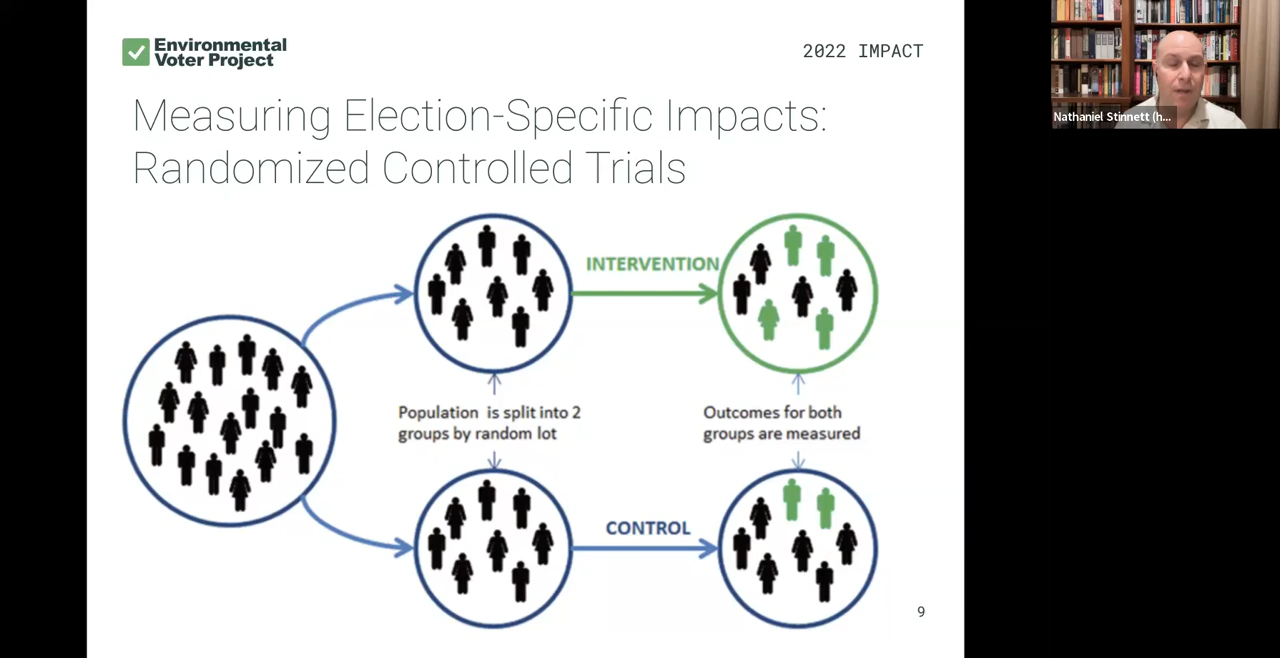 Environmental
Voter Project
2022 IMPACT
Measuring Election-Specific Impacts:
Randomized Controlled Trials
INTERVENTION
Population is split into 2
groups by random lot
Outcomes for both
groups are measured
CONTROL
9
Nathaniel Stinnett (h...